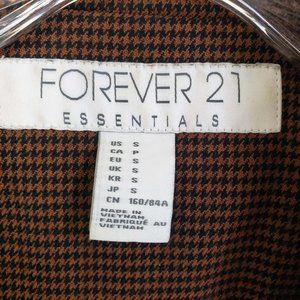 FOREVER 21
ESSENTIALS
US S
CA P
EU S
UK S
KR S
JP S
CN 160/84A
MADE IN
VIETNAM
FABRIQUÉ AU
VIETNAM